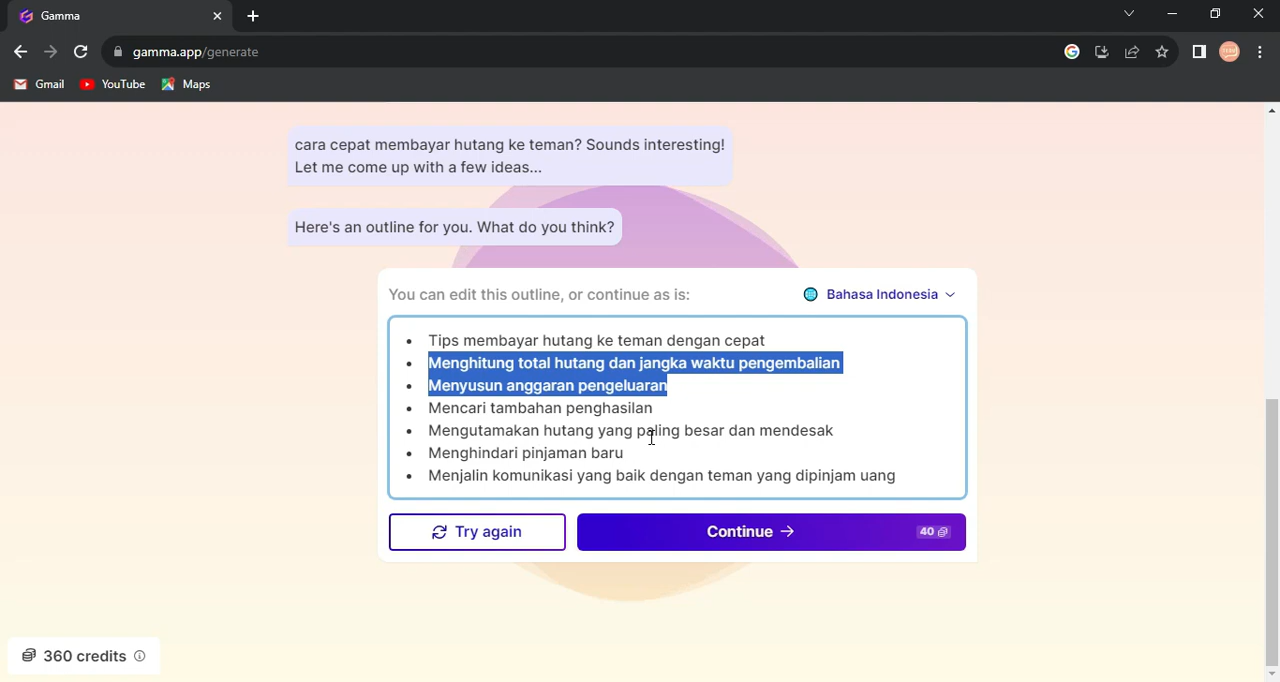 Gamma
gamma.app/generate
Gmail YouTube Maps
cara cepat membayar hutang ke teman? Sounds interesting!
Let me come up with a few ideas...
Here's an outline for you. What do you think?
You can edit this outline, or continue as is:
Bahasa Indonesia
• Tips membayar hutang ke teman dengan cepat
• Menghitung total hutang dan jangka waktu pengembalian
• Menyusun anggaran pengeluaran
• Mencari tambahan penghasilan
• Mengutamakan hutang yang paling besar dan mendesak
• Menghindari pinjaman baru
• Menjalin komunikasi yang baik dengan teman yang dipinjam uang
Try again
Continue → 40
360 credits